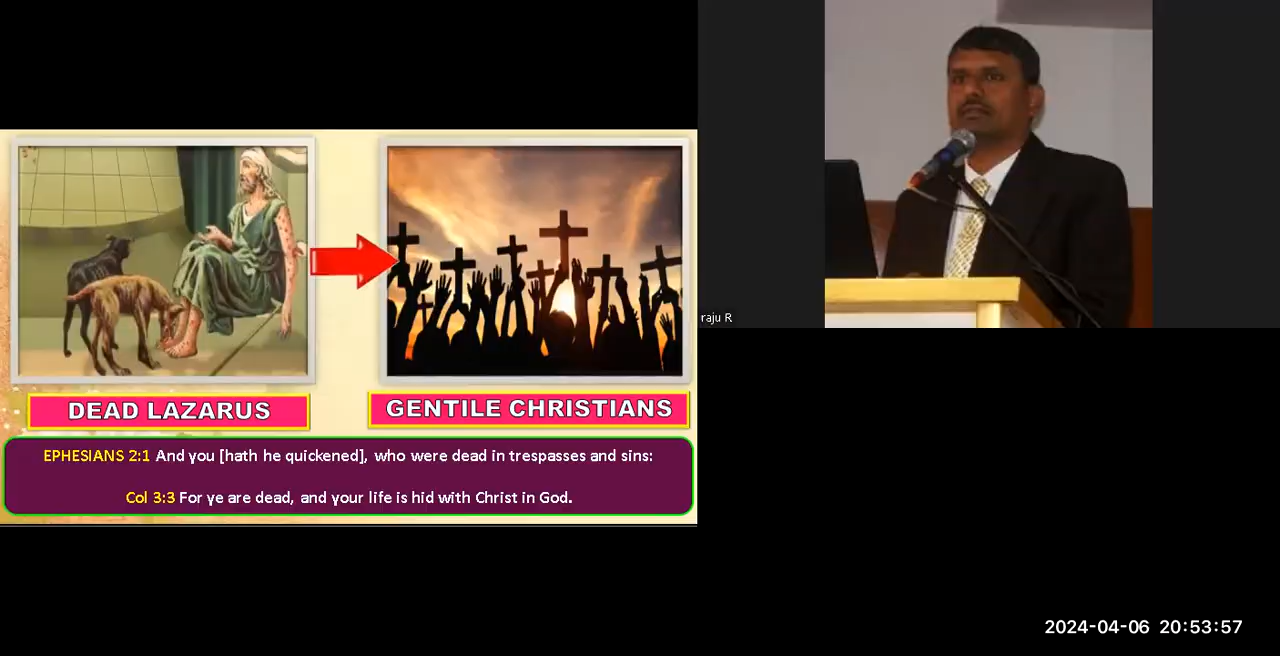 DEAD LAZARUS
GENTILE CHRISTIANS
EPHESIANS 2:1 And you [hath he quickened], who were dead in trespasses and sins:
Col 3:3 For ye are dead, and your life is hid with Christ in God.
raju R
2024-04-06 20:53:57